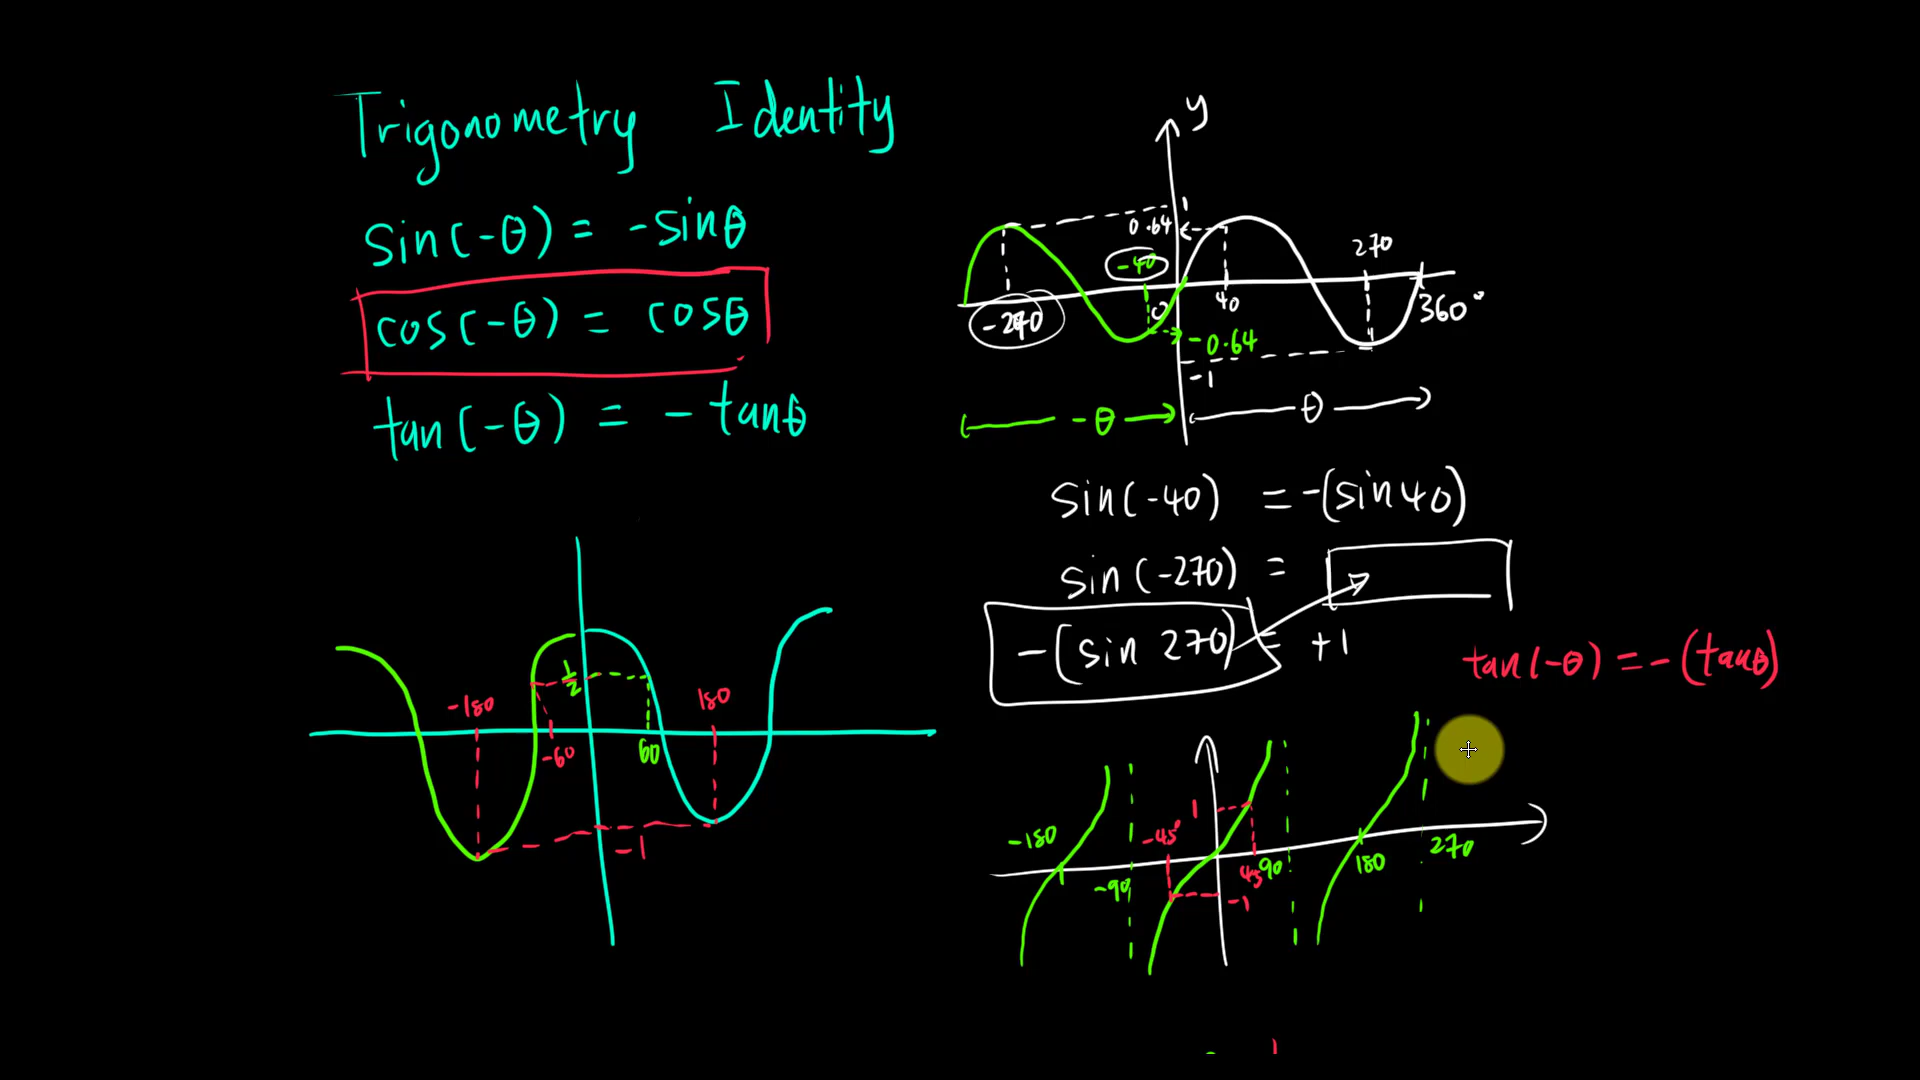 Trigonometry Identity
sin(-θ) = -sinθ
cos(-θ) = cosθ
tan(-θ) = - tanθ
y
1
0.64
-40
0
40
270
360°
-270
-0.64
-1
-θ
θ
sin(-40) = -(sin40)
sin(-270) =
-(sin 270) = +1
tan(-θ) = -(tanθ)
1/2
-180
180
-60
60
-1
1
-180
-45°
-90
45
90
180
270
-1